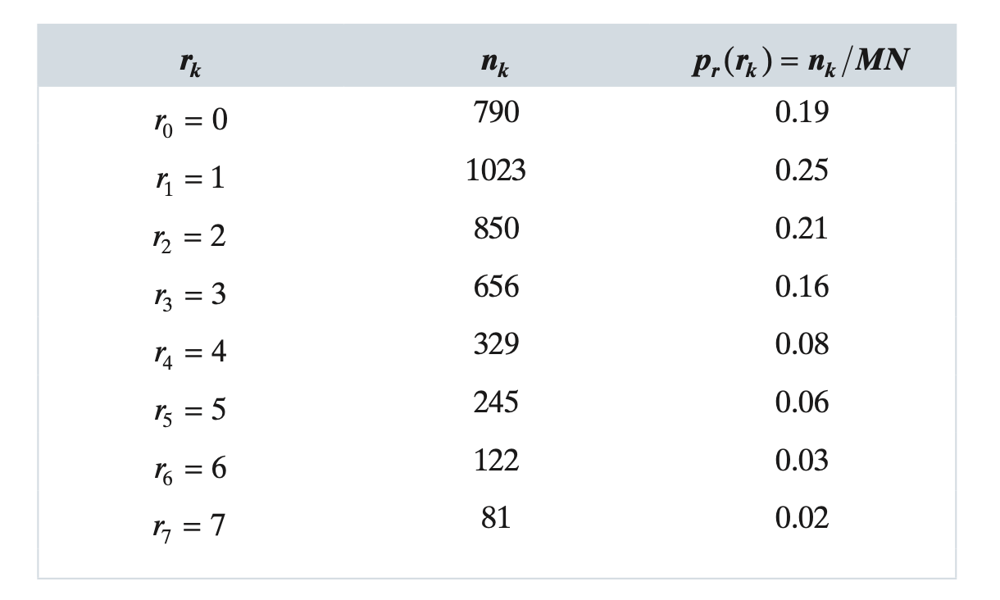 r_k n_k p_r(r_k) = n_k/MN
r_0 = 0 790 0.19
r_1 = 1 1023 0.25
r_2 = 2 850 0.21
r_3 = 3 656 0.16
r_4 = 4 329 0.08
r_5 = 5 245 0.06
r_6 = 6 122 0.03
r_7 = 7 81 0.02